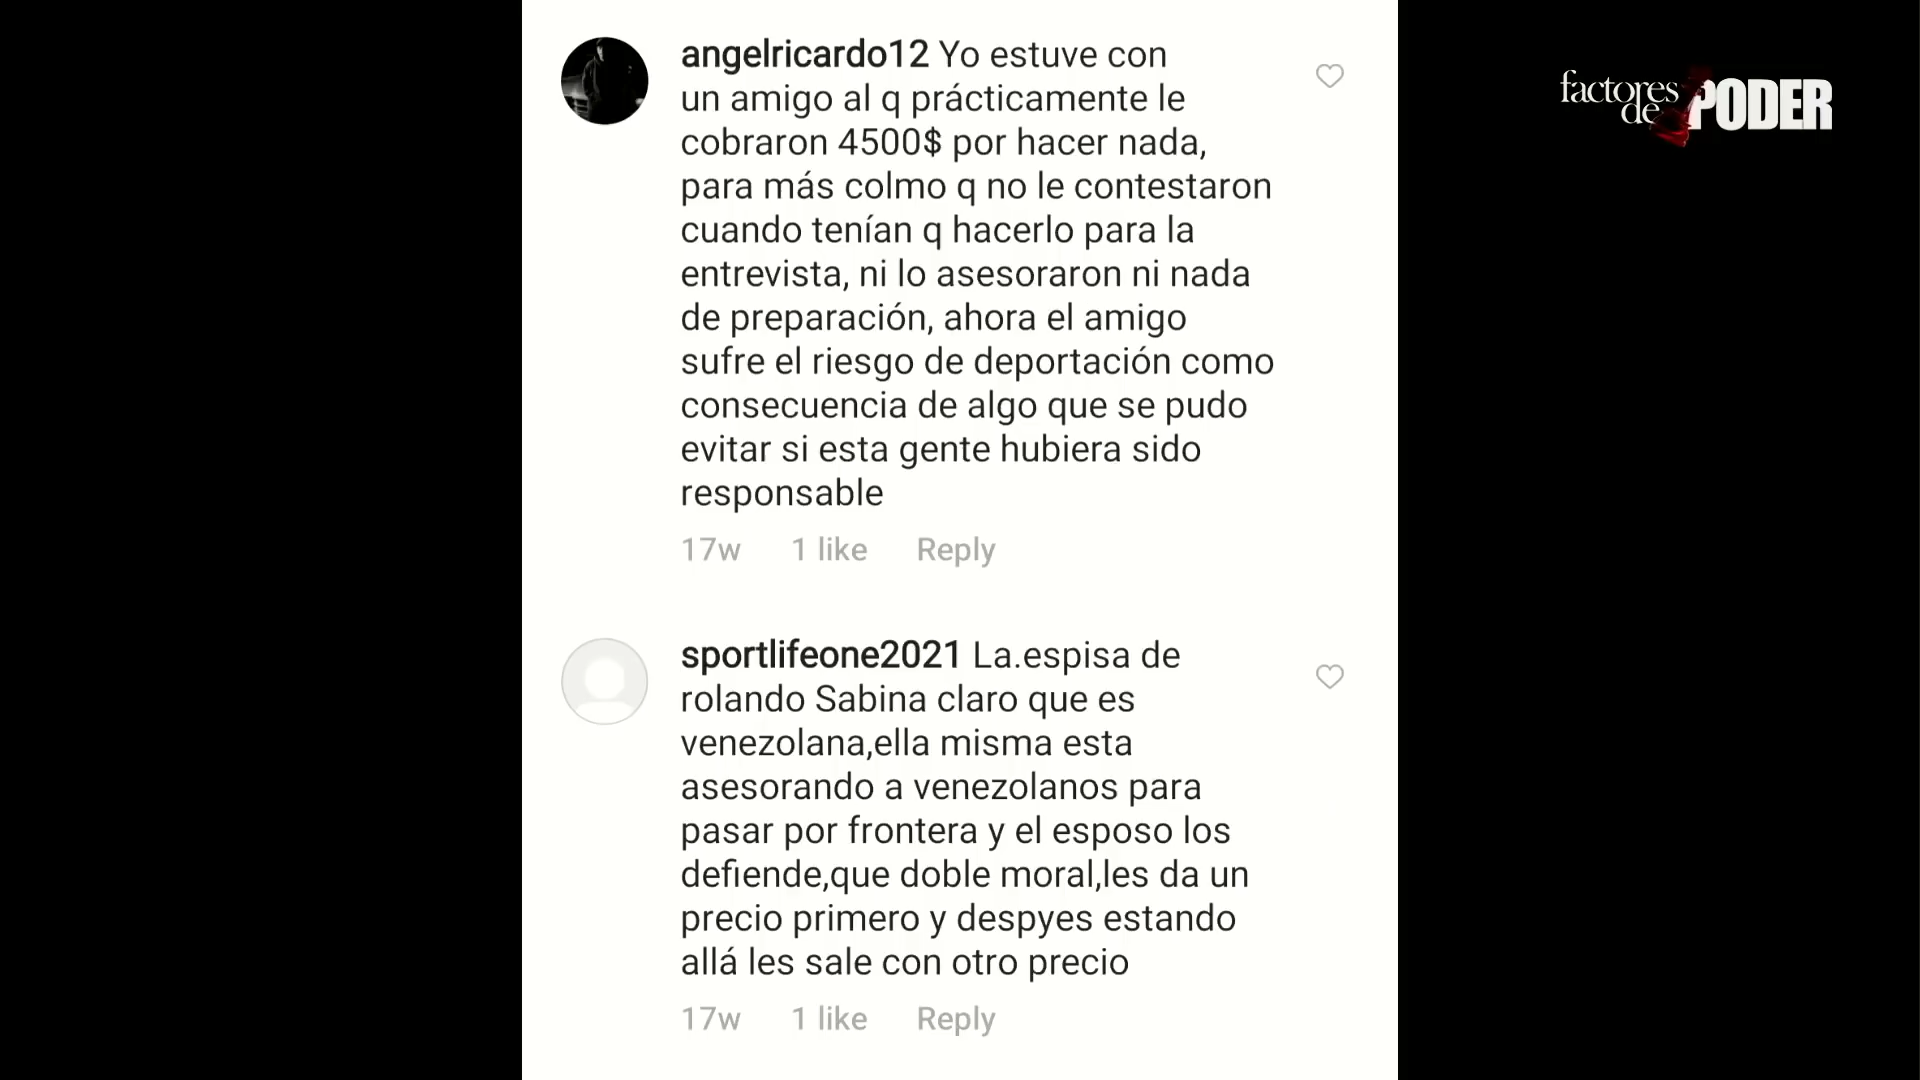 angelricardo12 Yo estuve con
un amigo al q prácticamente le
cobraron 4500$ por hacer nada,
para más colmo q no le contestaron
cuando tenían q hacerlo para la
entrevista, ni lo asesoraron ni nada
de preparación, ahora el amigo
sufre el riesgo de deportación como
consecuencia de algo que se pudo
evitar si esta gente hubiera sido
responsable
17w 1 like Reply
sportlifeone2021 La.espisa de
rolando Sabina claro que es
venezolana,ella misma esta
asesorando a venezolanos para
pasar por frontera y el esposo los
defiende,que doble moral,les da un
precio primero y despyes estando
allá les sale con otro precio
17w 1 like Reply
factores
de PODER